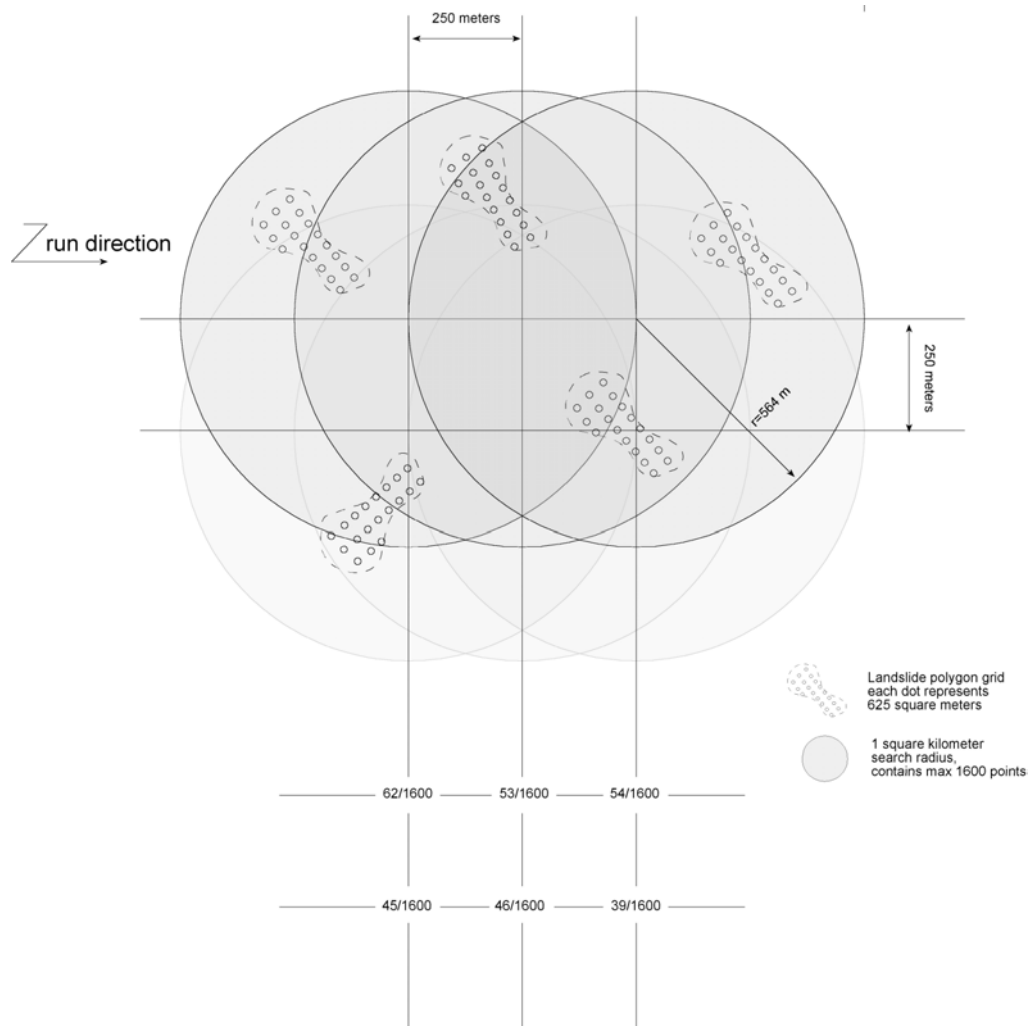 250 meters
run direction
250 meters
r=564 m
Landslide polygon grid
each dot represents
625 square meters
1 square kilometer
search radius,
contains max 1600 points
62/1600 53/1600 54/1600
45/1600 46/1600 39/1600